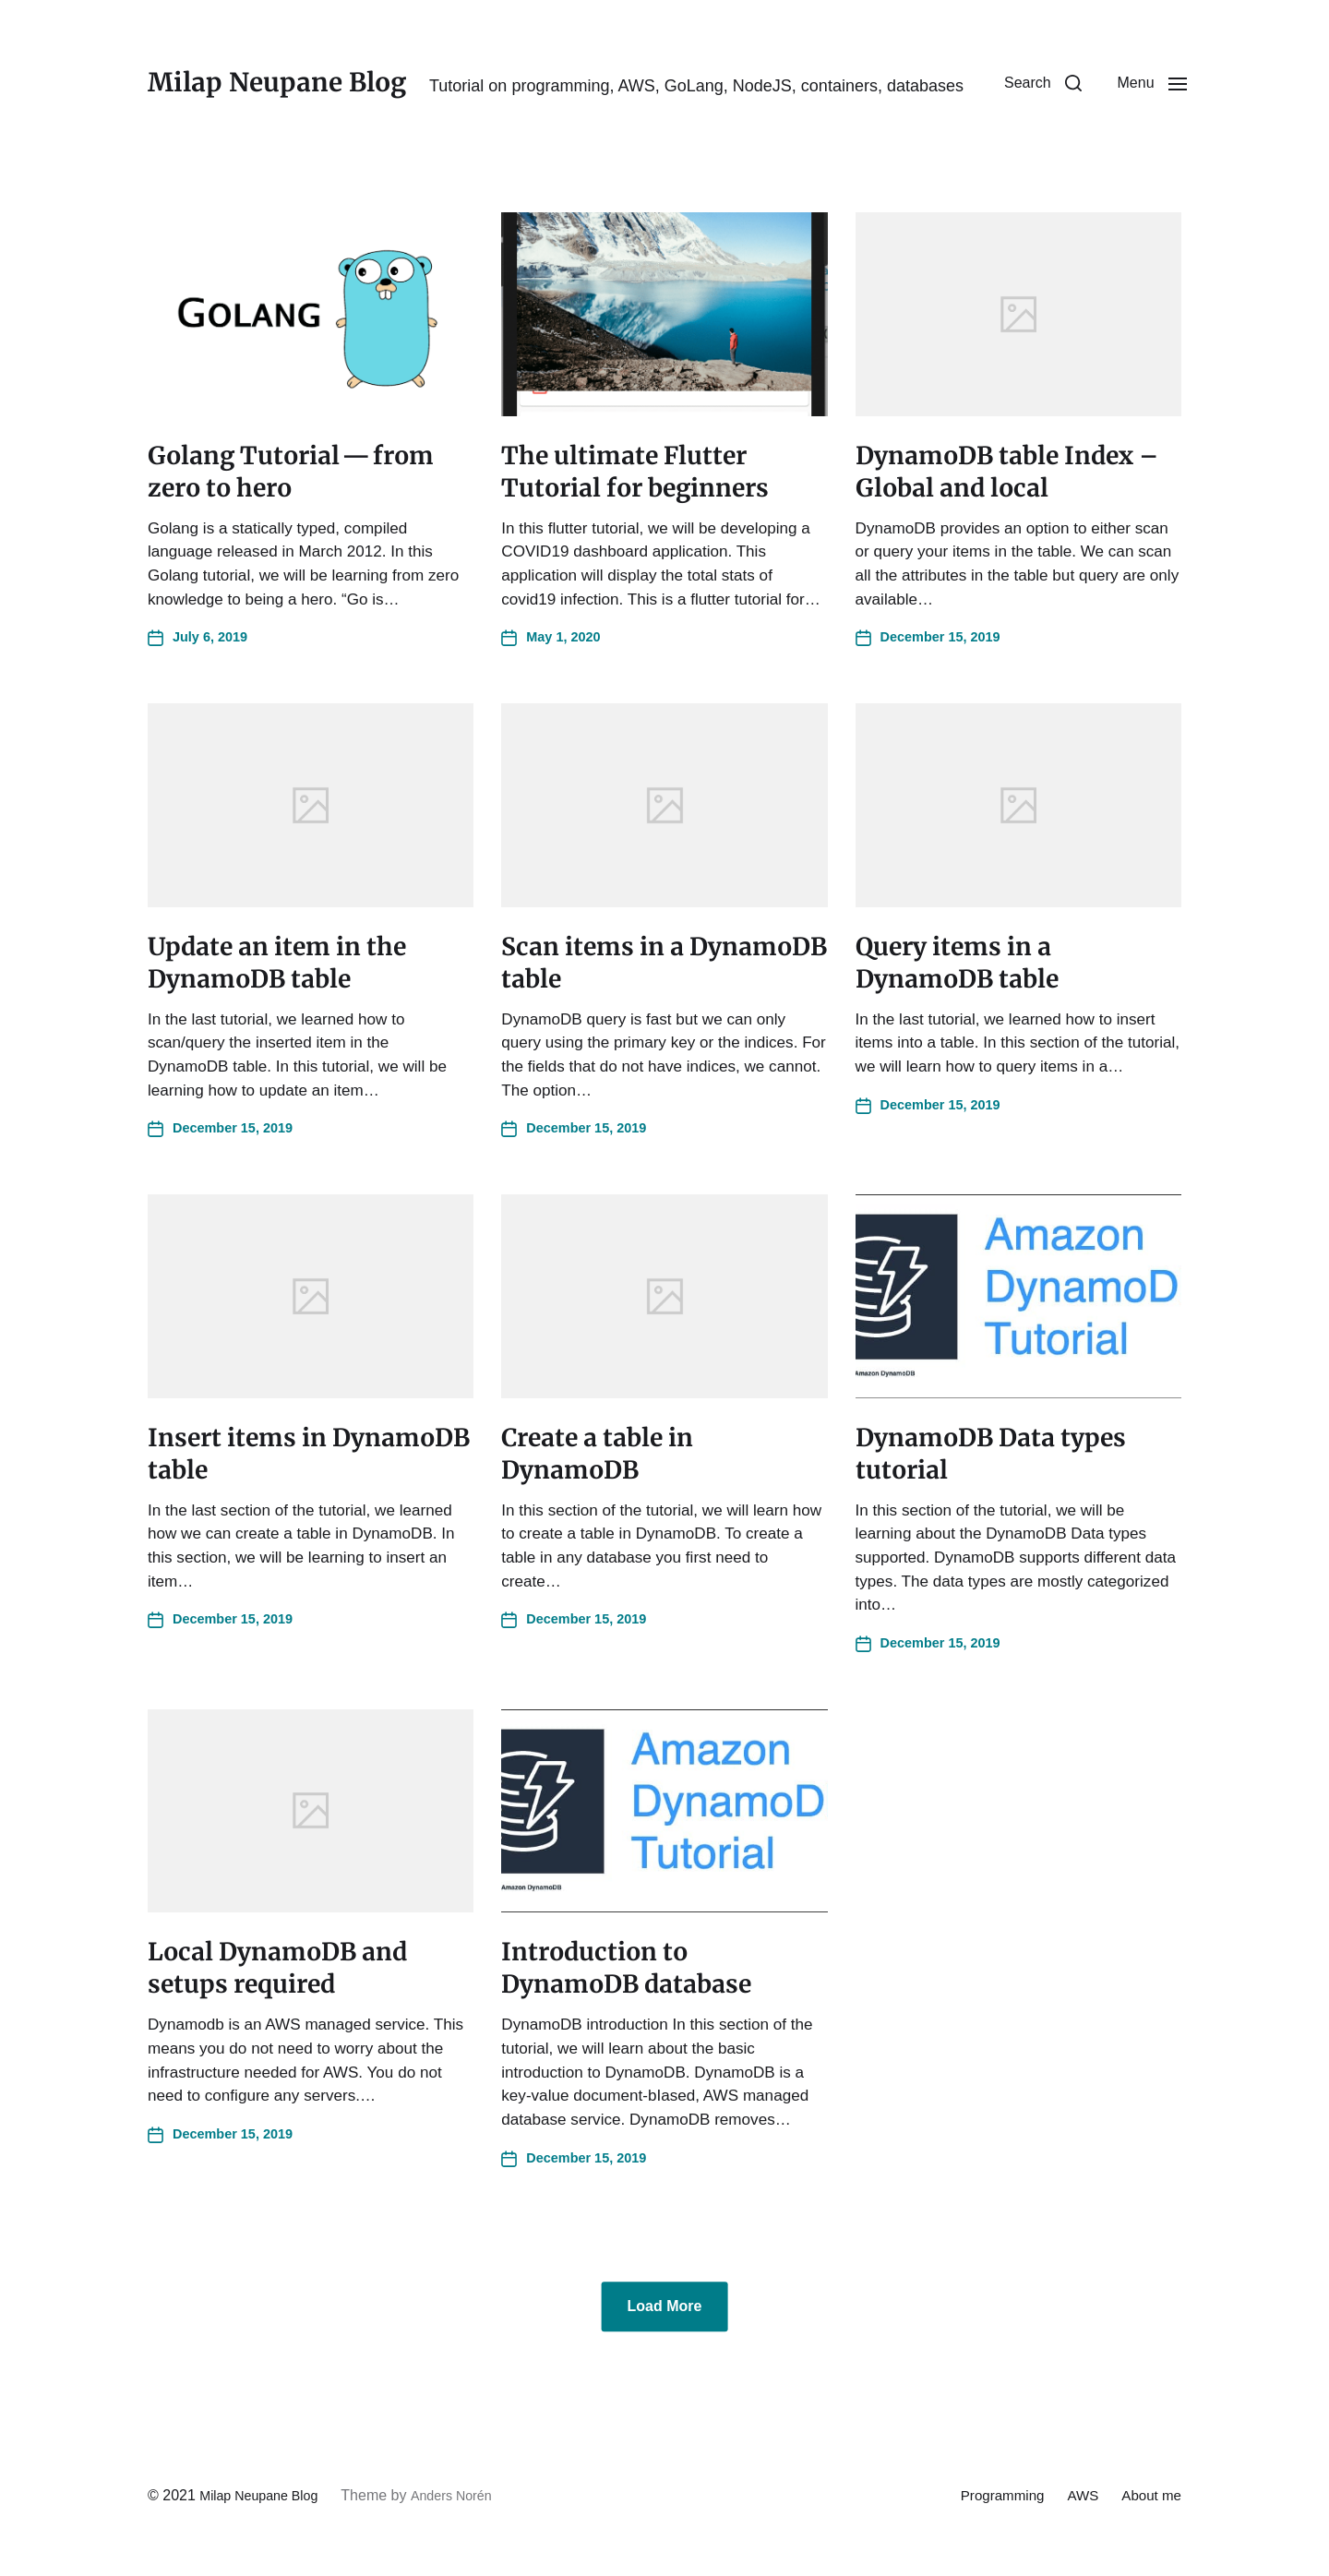 Milap Neupane Blog
Tutorial on programming, AWS, GoLang, NodeJS, containers, databases
Search
Menu
GOLANG
Golang Tutorial — from
zero to hero
Golang is a statically typed, compiled
language released in March 2012. In this
Golang tutorial, we will be learning from zero
knowledge to being a hero. “Go is…
July 6, 2019
The ultimate Flutter
Tutorial for beginners
In this flutter tutorial, we will be developing a
COVID19 dashboard application. This
application will display the total stats of
covid19 infection. This is a flutter tutorial for…
May 1, 2020
DynamoDB table Index –
Global and local
DynamoDB provides an option to either scan
or query your items in the table. We can scan
all the attributes in the table but query are only
available…
December 15, 2019
Update an item in the
DynamoDB table
In the last tutorial, we learned how to
scan/query the inserted item in the
DynamoDB table. In this tutorial, we will be
learning how to update an item…
December 15, 2019
Scan items in a DynamoDB
table
DynamoDB query is fast but we can only
query using the primary key or the indices. For
the fields that do not have indices, we cannot.
The option…
December 15, 2019
Query items in a
DynamoDB table
In the last tutorial, we learned how to insert
items into a table. In this section of the tutorial,
we will learn how to query items in a…
December 15, 2019
Insert items in DynamoDB
table
In the last section of the tutorial, we learned
how we can create a table in DynamoDB. In
this section, we will be learning to insert an
item…
December 15, 2019
Create a table in
DynamoDB
In this section of the tutorial, we will learn how
to create a table in DynamoDB. To create a
table in any database you first need to
create…
December 15, 2019
Amazon
DynamoD
Tutorial
Amazon DynamoDB
DynamoDB Data types
tutorial
In this section of the tutorial, we will be
learning about the DynamoDB Data types
supported. DynamoDB supports different data
types. The data types are mostly categorized
into…
December 15, 2019
Local DynamoDB and
setups required
Dynamodb is an AWS managed service. This
means you do not need to worry about the
infrastructure needed for AWS. You do not
need to configure any servers.…
December 15, 2019
Amazon
DynamoD
Tutorial
Amazon DynamoDB
Introduction to
DynamoDB database
DynamoDB introduction In this section of the
tutorial, we will learn about the basic
introduction to DynamoDB. DynamoDB is a
key-value document-bIased, AWS managed
database service. DynamoDB removes…
December 15, 2019
Load More
© 2021 Milap Neupane Blog
Theme by Anders Norén
Programming
AWS
About me